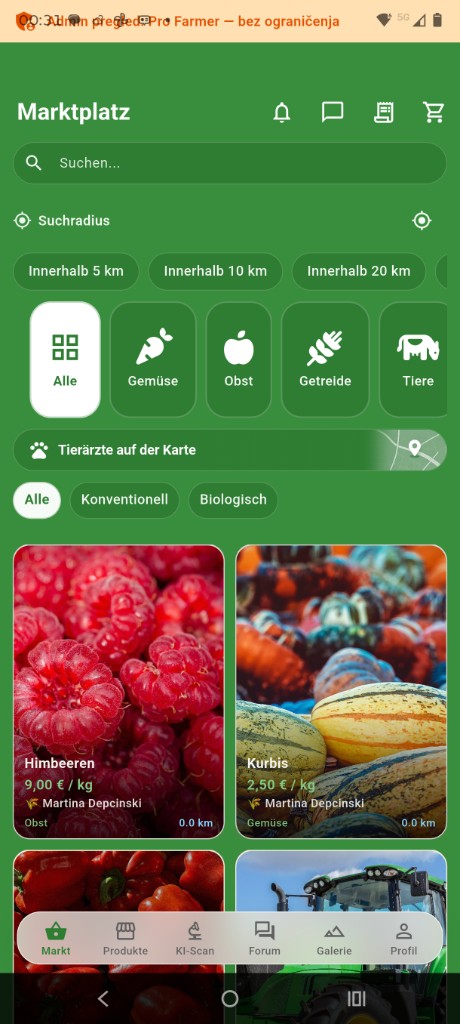 00:31
Admin pregled: Pro Farmer — bez ograničenja
5G
Marktplatz
Suchen...
Suchradius
Innerhalb 5 km
Innerhalb 10 km
Innerhalb 20 km
Alle
Gemüse
Obst
Getreide
Tiere
Tierärzte auf der Karte
Alle
Konventionell
Biologisch
Himbeeren
9,00 € / kg
Martina Depcinski
Obst
0.0 km
Kurbis
2,50 € / kg
Martina Depcinski
Gemüse
0.0 km
Markt
Produkte
KI-Scan
Forum
Galerie
Profil